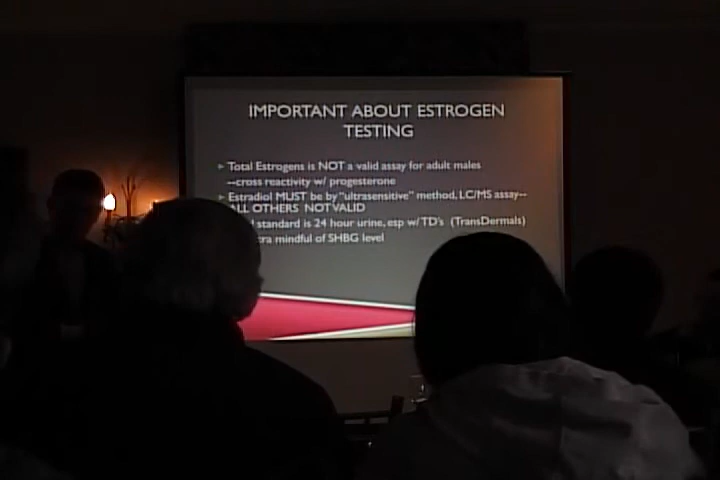 IMPORTANT ABOUT ESTROGEN
TESTING
Total Estrogens is NOT a valid assay for adult males
--cross reactivity w/ progesterone
Estradiol MUST be by "ultrasensitive" method, LC/MS assay--
ALL OTHERS NOT VALID
standard is 24 hour urine, esp w/ TD's (TransDermals)
mindful of SHBG level